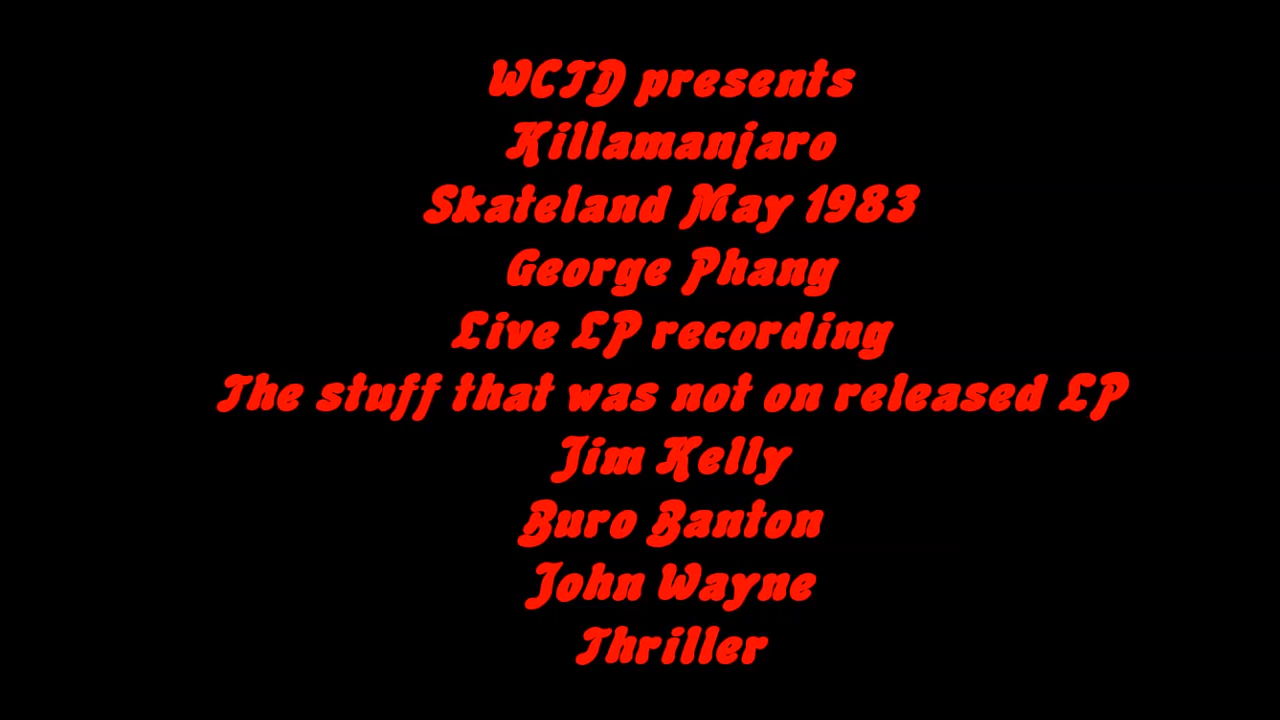 WCTD presents
Killamanjaro
Skateland May 1983
George Phang
Live LP recording
The stuff that was not on released LP
Jim Kelly
Buro Banton
John Wayne
Thriller